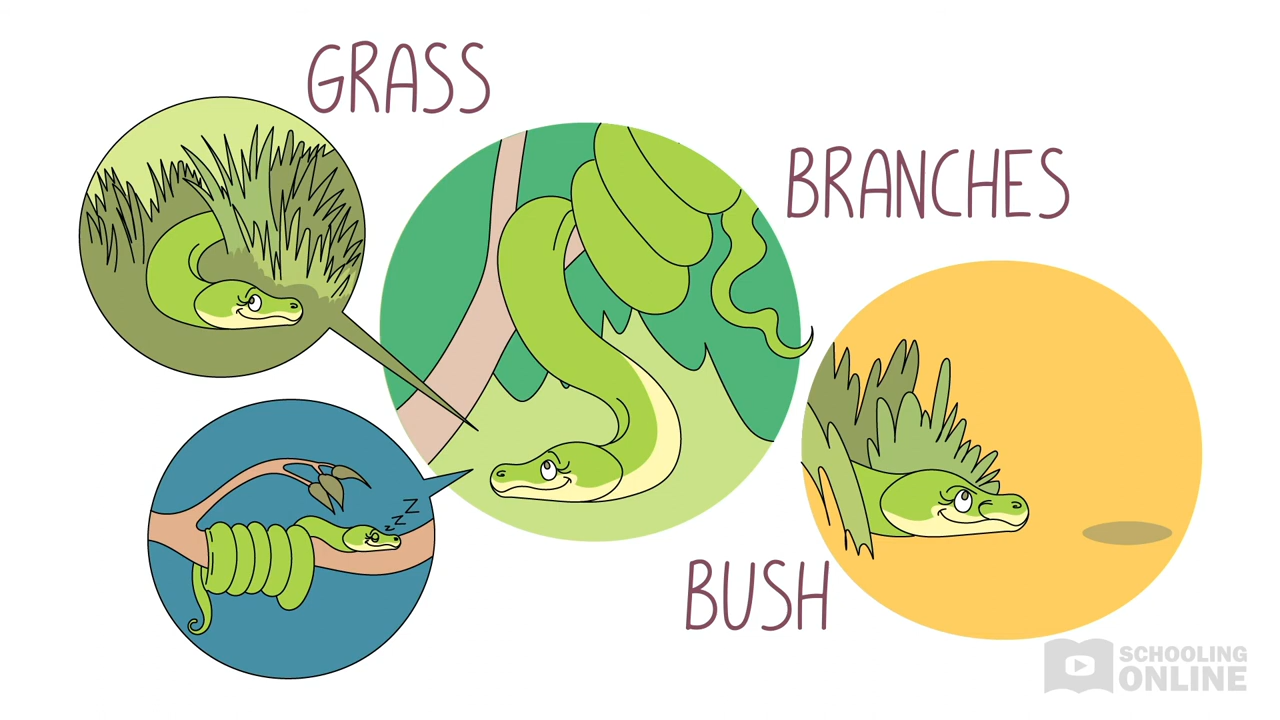 GRASS
BRANCHES
z z Z Z
BUSH
SCHOOLING
ONLINE